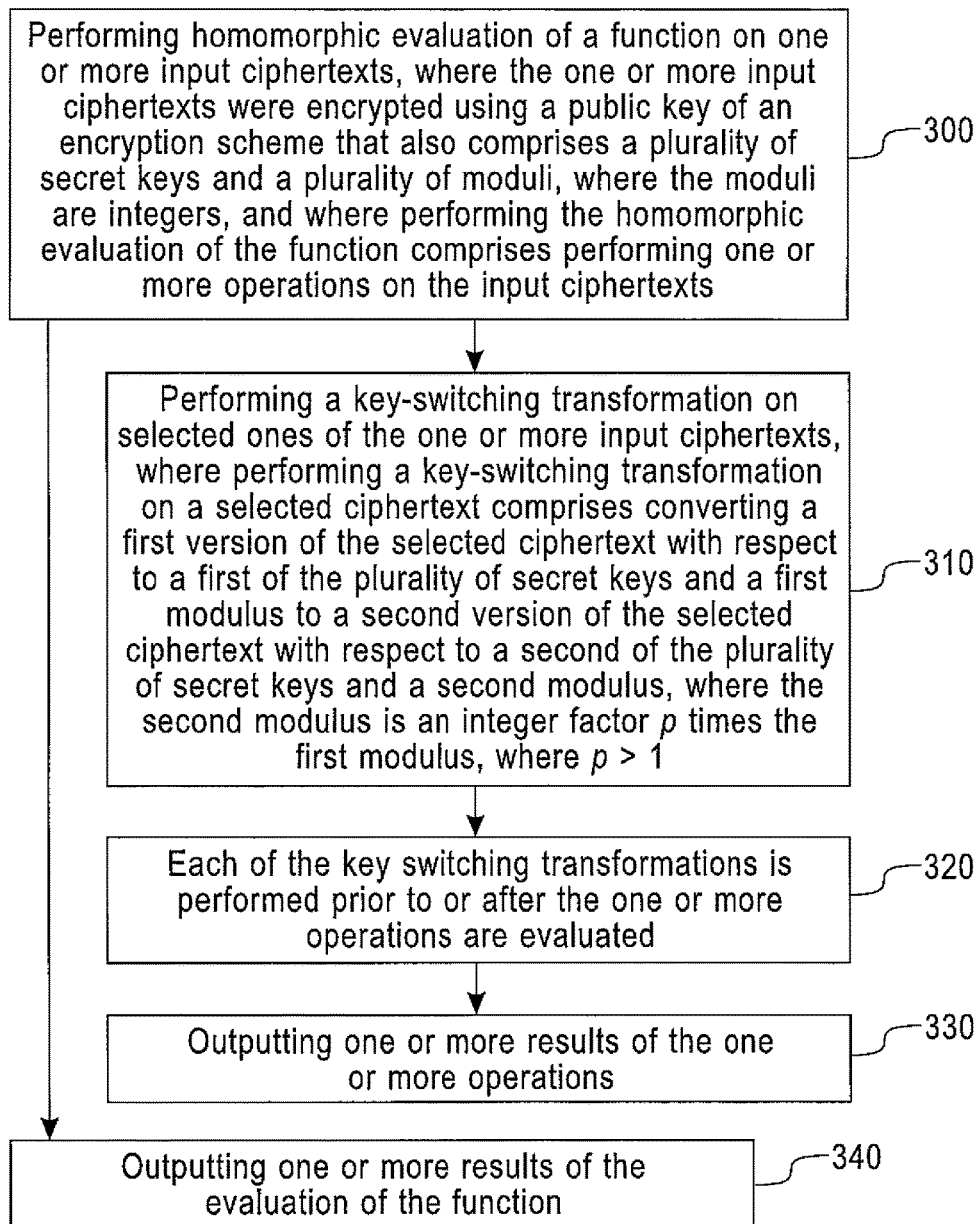 Performing homomorphic evaluation of a function on one
or more input ciphertexts, where the one or more input
ciphertexts were encrypted using a public key of an
encryption scheme that also comprises a plurality of
secret keys and a plurality of moduli, where the moduli
are integers, and where performing the homomorphic
evaluation of the function comprises performing one or
more operations on the input ciphertexts
300
Performing a key-switching transformation on
selected ones of the one or more input ciphertexts,
where performing a key-switching transformation
on a selected ciphertext comprises converting a
first version of the selected ciphertext with respect
to a first of the plurality of secret keys and a first
modulus to a second version of the selected
ciphertext with respect to a second of the plurality
of secret keys and a second modulus, where the
second modulus is an integer factor p times the
first modulus, where p > 1
310
Each of the key switching transformations is
performed prior to or after the one or more
operations are evaluated
320
Outputting one or more results of the one
or more operations
330
Outputting one or more results of the
evaluation of the function
340